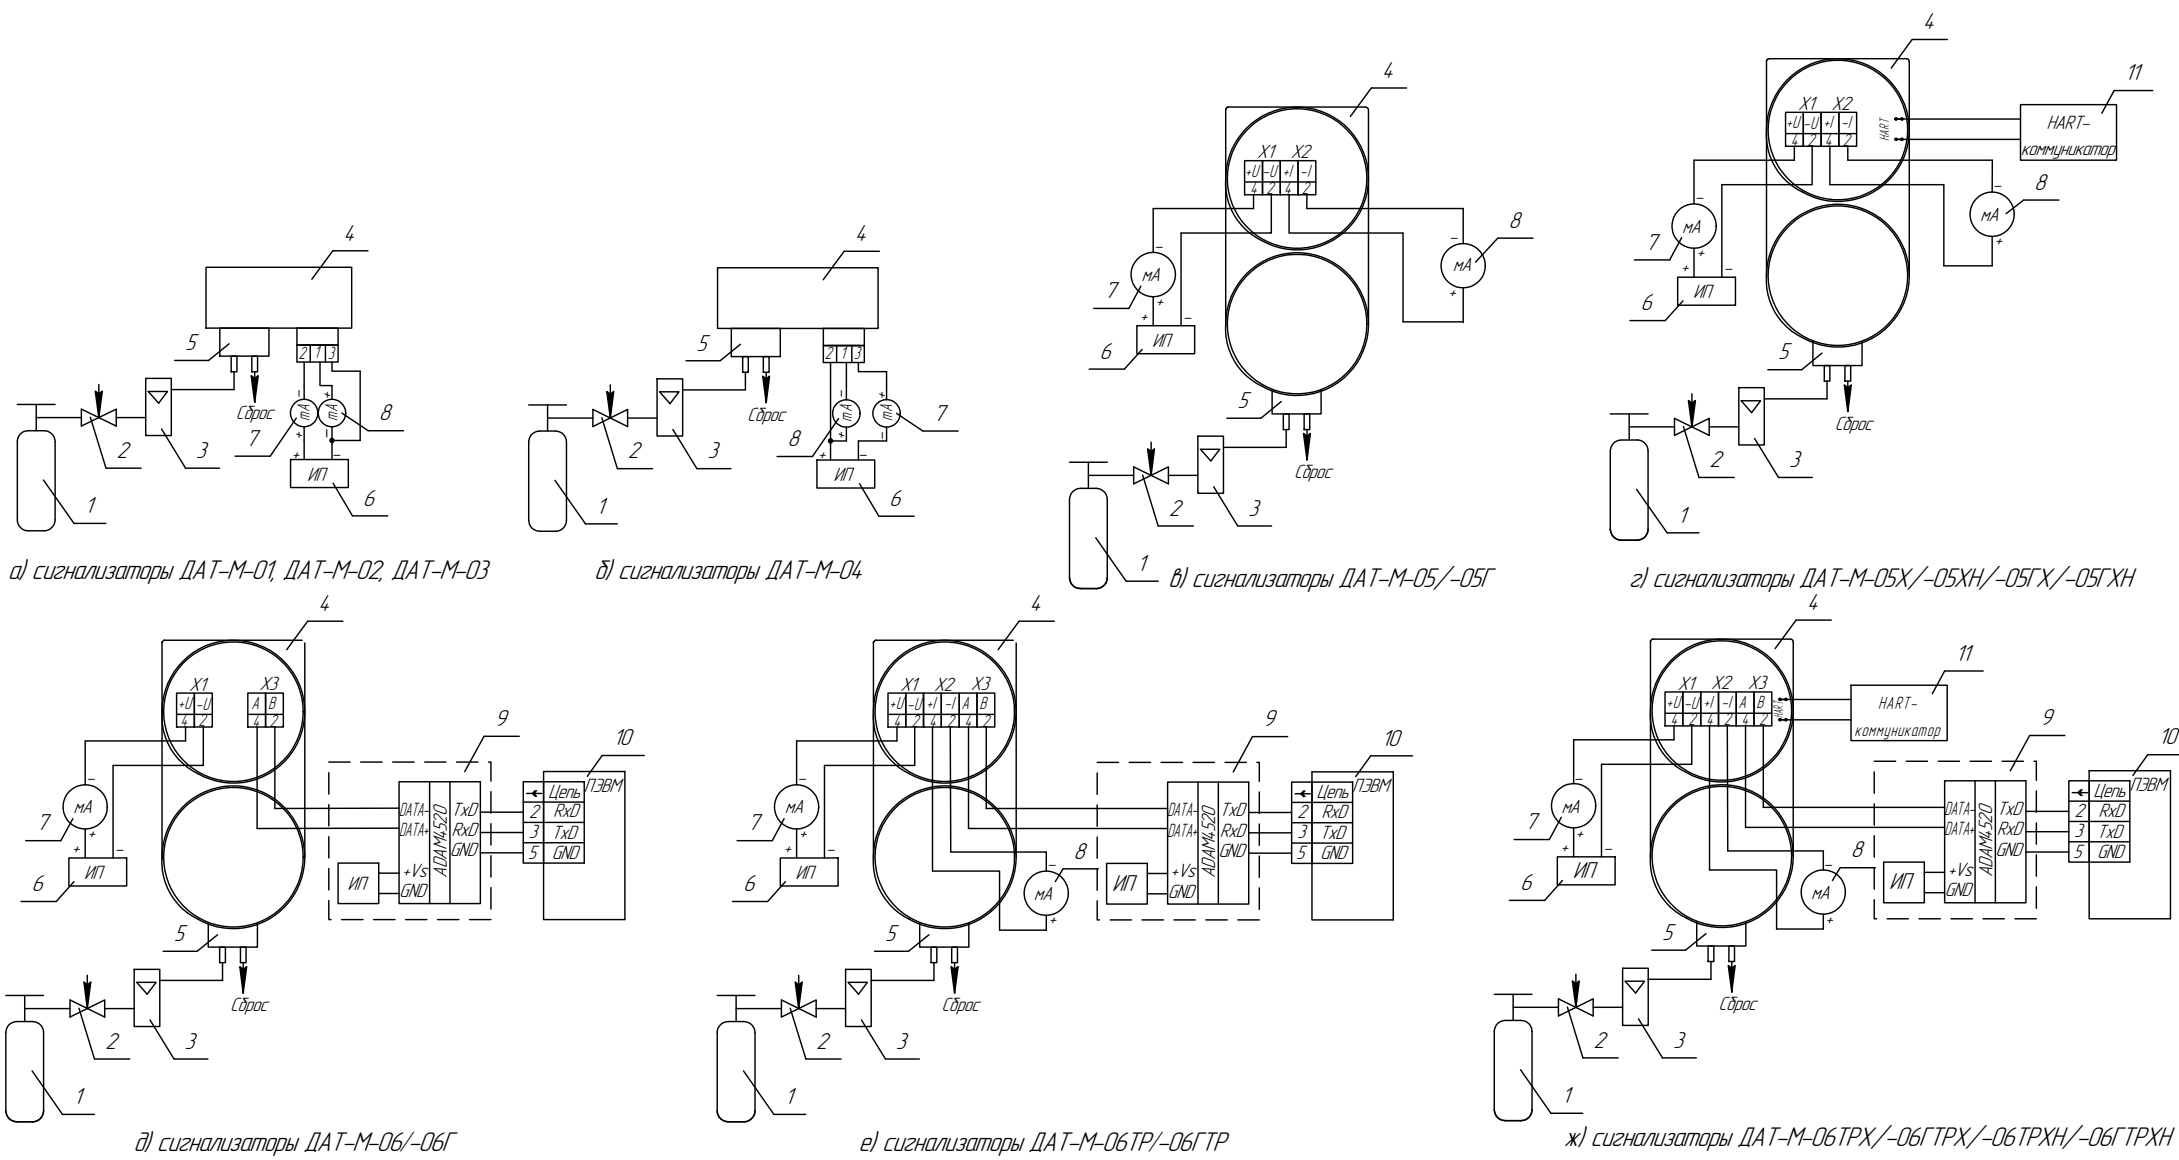 4
5
2 1 3
- + mA mA
+ -
Сброс
7
8
+ -
ИП
2
3
6
1
а) сигнализаторы ДАТ-М-01, ДАТ-М-02, ДАТ-М-03
4
5
2 1 3
- + mA mA
+ -
Сброс
8
7
+ -
ИП
2
3
6
1
б) сигнализаторы ДАТ-М-04
4
X1 X2
+U -U +I -I
4 2 4 2
- -
мА
мА
8
7
+ +
+ -
ИП
6
5
Сброс
2
3
1
в) сигнализаторы ДАТ-М-05/-05Г
4
11
X1 X2
+U -U +I -I
4 2 4 2
HART
HART-
коммуникатор
- -
мА
мА
8
7
+ +
+ -
ИП
6
5
Сброс
2
3
1
г) сигнализаторы ДАТ-М-05Х/-05ХН/-05ГХ/-05ГХН
4
X1 X3
+U -U A B
4 2 4 2
9
10
-
мА
7
+
+ -
ИП
6
DATA-
DATA+
+Vs
GND
ADAM4520
TxD
RxD
GND
ИП
Цепь
2 RxD
3 TxD
5 GND
ПЭВМ
5
Сброс
2
3
1
д) сигнализаторы ДАТ-М-06/-06Г
4
X1 X2 X3
+U -U +I -I A B
4 2 4 2 4 2
9
10
-
мА
7
+
+ -
ИП
6
DATA-
DATA+
+Vs
GND
ADAM4520
TxD
RxD
GND
ИП
Цепь
2 RxD
3 TxD
5 GND
ПЭВМ
8
-
мА
+
5
Сброс
2
3
1
е) сигнализаторы ДАТ-М-06ТР/-06ГТР
4
11
X1 X2 X3
+U -U +I -I A B
4 2 4 2 4 2
HART
HART-
коммуникатор
9
10
-
мА
7
+
+ -
ИП
6
DATA-
DATA+
+Vs
GND
ADAM4520
TxD
RxD
GND
ИП
Цепь
2 RxD
3 TxD
5 GND
ПЭВМ
8
-
мА
+
5
Сброс
2
3
1
ж) сигнализаторы ДАТ-М-06ТРХ/-06ГТРХ/-06ТРХН/-06ГТРХН